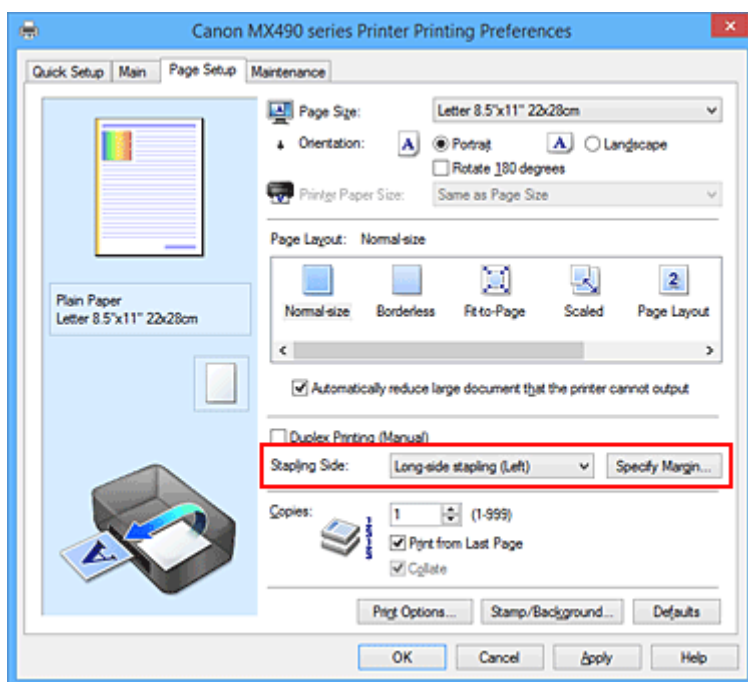 Canon MX490 series Printer Printing Preferences
Quick Setup Main Page Setup Maintenance
Page Size: Letter 8.5"x11" 22x28cm
Orientation: A Portrait A Landscape
Rotate 180 degrees
Printer Paper Size: Same as Page Size
Page Layout: Normal-size
Plain Paper
Letter 8.5"x11" 22x28cm
2
Normal-size Borderless Fit-to-Page Scaled Page Layout
Automatically reduce large document that the printer cannot output
Duplex Printing (Manual)
Stapling Side: Long-side stapling (Left) Specify Margin...
Copies: 1 (1-999)
Print from Last Page
Collate
A
Print Options... Stamp/Background... Defaults
OK Cancel Apply Help